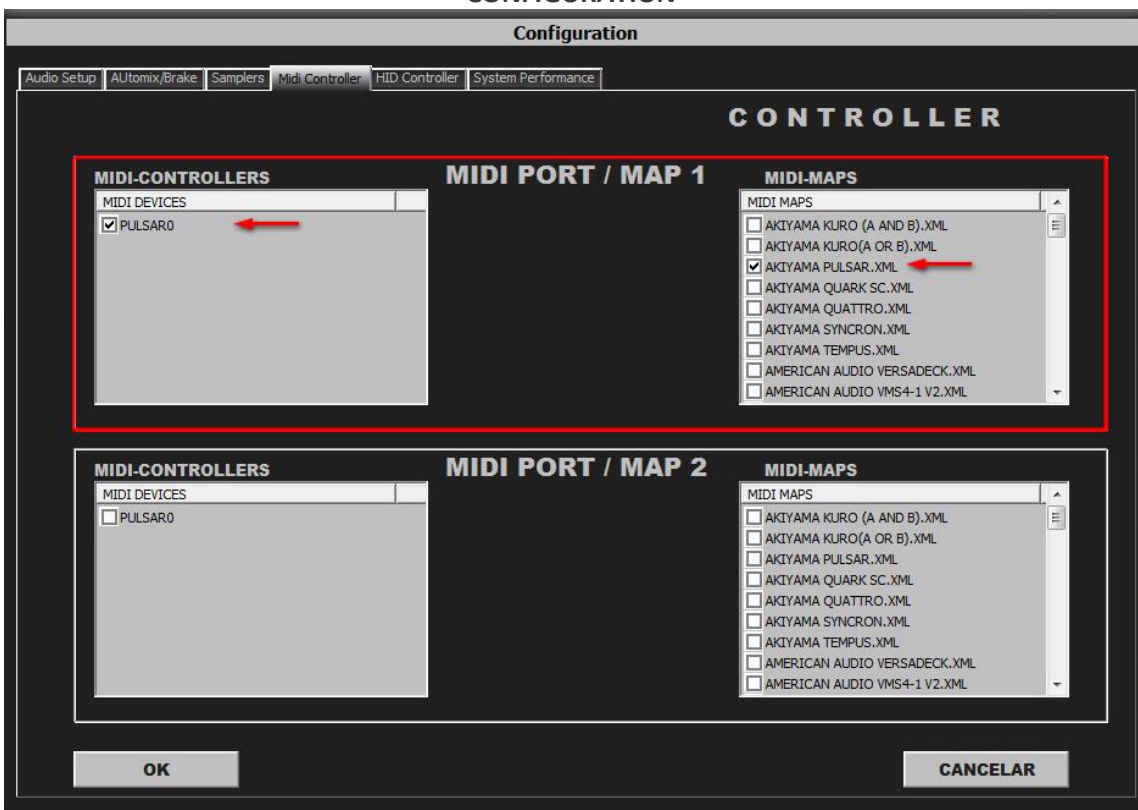 CONFIGURATION
Configuration
Audio Setup AUtomix/Brake Samplers Midi Controller HID Controller System Performance
CONTROLLER
MIDI-CONTROLLERS MIDI PORT / MAP 1 MIDI-MAPS
MIDI DEVICES MIDI MAPS
PULSAR0 AKIYAMA KURO (A AND B).XML
AKIYAMA KURO(A OR B).XML
AKIYAMA PULSAR.XML
AKIYAMA QUARK SC.XML
AKIYAMA QUATTRO.XML
AKIYAMA SYNCRON.XML
AKIYAMA TEMPUS.XML
AMERICAN AUDIO VERSADECK.XML
AMERICAN AUDIO VMS4-1 V2.XML
MIDI-CONTROLLERS MIDI PORT / MAP 2 MIDI-MAPS
MIDI DEVICES MIDI MAPS
PULSAR0 AKIYAMA KURO (A AND B).XML
AKIYAMA KURO(A OR B).XML
AKIYAMA PULSAR.XML
AKIYAMA QUARK SC.XML
AKIYAMA QUATTRO.XML
AKIYAMA SYNCRON.XML
AKIYAMA TEMPUS.XML
AMERICAN AUDIO VERSADECK.XML
AMERICAN AUDIO VMS4-1 V2.XML
OK CANCELAR